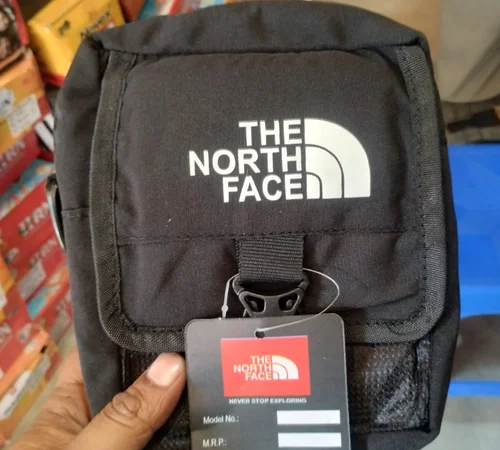 THE
NORTH
FACE
THE
NORTH
FACE
NEVER STOP EXPLORING
Model No.:
M.R.P.: